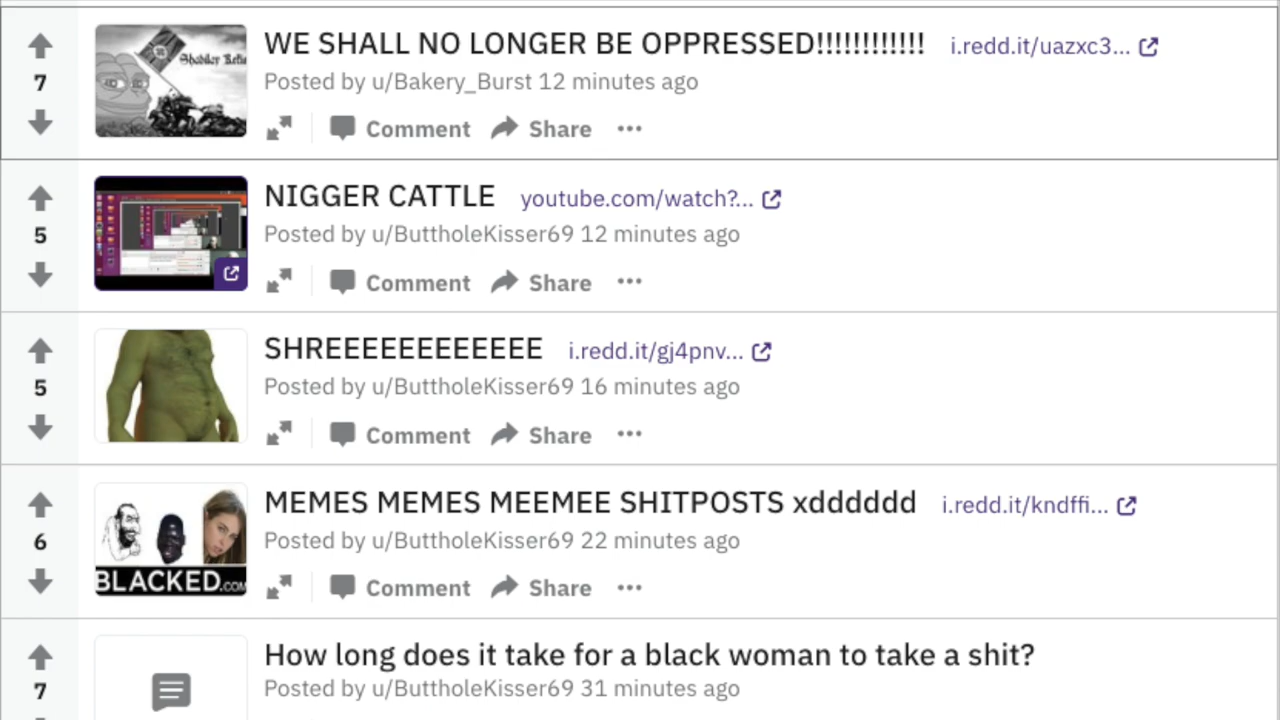 WE SHALL NO LONGER BE OPPRESSED!!!!!!!!!!!! i.redd.it/uazxc3...
7
Posted by u/Bakery_Burst 12 minutes ago
Comment Share ...
NIGGER CATTLE youtube.com/watch?...
5
Posted by u/ButtholeKisser69 12 minutes ago
Comment Share ...
SHREEEEEEEEEEEE i.redd.it/gj4pnv...
5
Posted by u/ButtholeKisser69 16 minutes ago
Comment Share ...
MEMES MEMES MEEMEE SHITPOSTS xdddddd i.redd.it/kndffi...
6
Posted by u/ButtholeKisser69 22 minutes ago
BLACKED.COM
Comment Share ...
How long does it take for a black woman to take a shit?
7
Posted by u/ButtholeKisser69 31 minutes ago